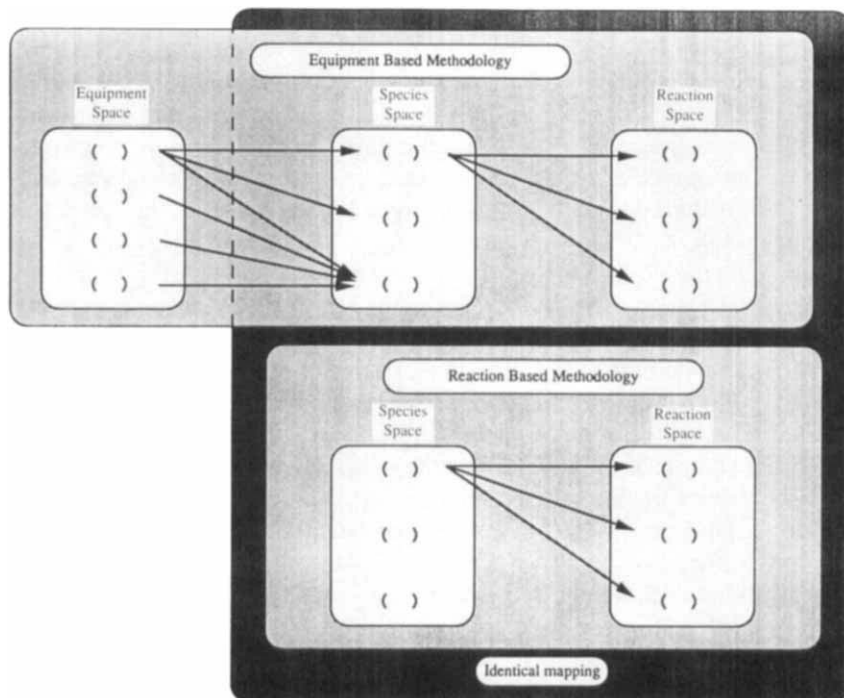 Equipment Based Methodology
Equipment
Space
Species
Space
Reaction
Space
( ) ( ) ( )
( )
( ) ( )
( )
( ) ( ) ( )
Reaction Based Methodology
Species
Space
Reaction
Space
( ) ( )
( ) ( )
( ) ( )
Identical mapping